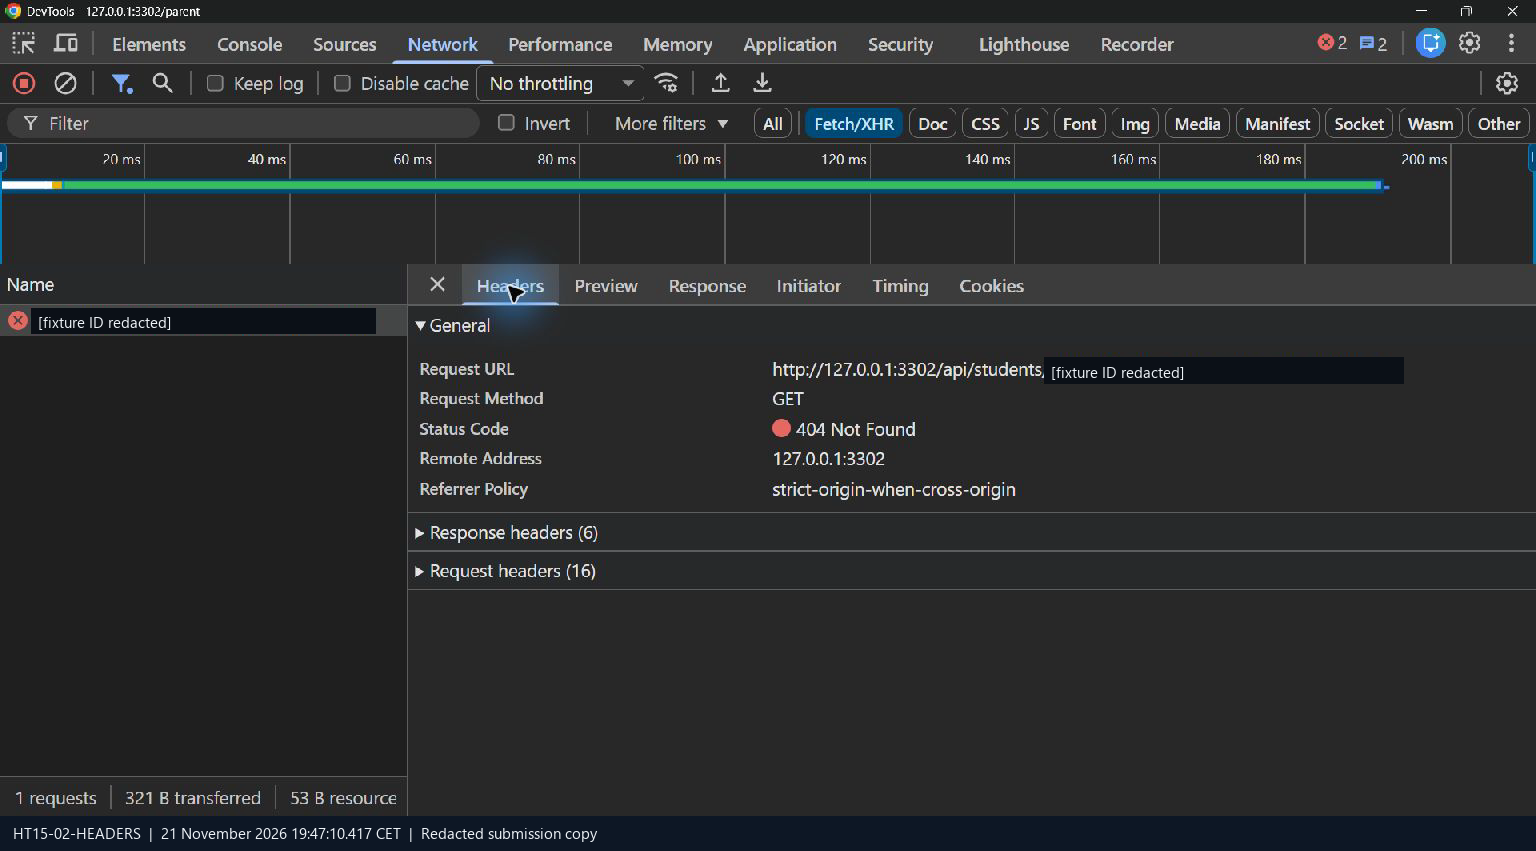 DevTools 127.0.0.1:3302/parent
Elements Console Sources Network Performance Memory Application Security Lighthouse Recorder 2 2
Keep log Disable cache No throttling
Filter Invert More filters All Fetch/XHR Doc CSS JS Font Img Media Manifest Socket Wasm Other
20 ms 40 ms 60 ms 80 ms 100 ms 120 ms 140 ms 160 ms 180 ms 200 ms
Name
[fixture ID redacted]
1 requests 321 B transferred 53 B resource
Headers Preview Response Initiator Timing Cookies
General
Request URL http://127.0.0.1:3302/api/students/ [fixture ID redacted]
Request Method GET
Status Code 404 Not Found
Remote Address 127.0.0.1:3302
Referrer Policy strict-origin-when-cross-origin
Response headers (6)
Request headers (16)
HT15-02-HEADERS | 21 November 2026 19:47:10.417 CET | Redacted submission copy